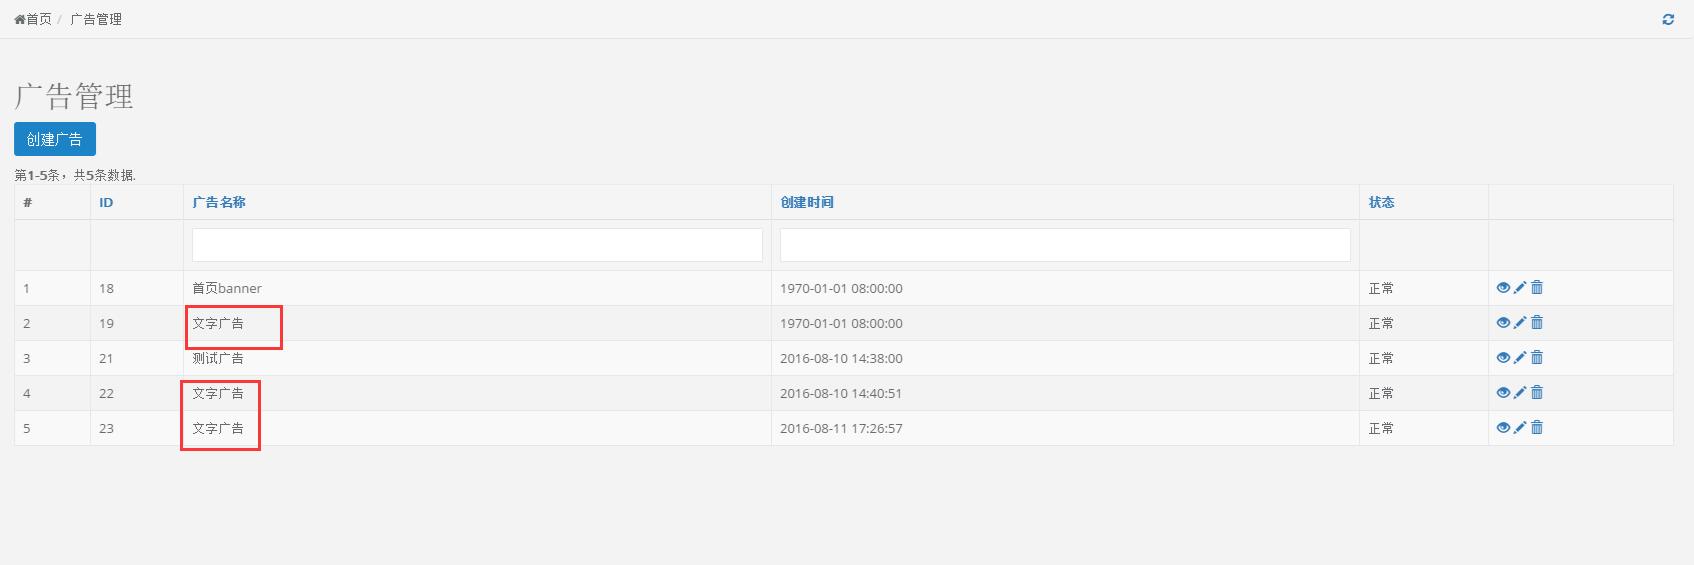 首页 / 广告管理
广告管理
创建广告
第1-5条，共5条数据.
# ID 广告名称 创建时间 状态
1 18 首页banner 1970-01-01 08:00:00 正常
2 19 文字广告 1970-01-01 08:00:00 正常
3 21 测试广告 2016-08-10 14:38:00 正常
4 22 文字广告 2016-08-10 14:40:51 正常
5 23 文字广告 2016-08-11 17:26:57 正常